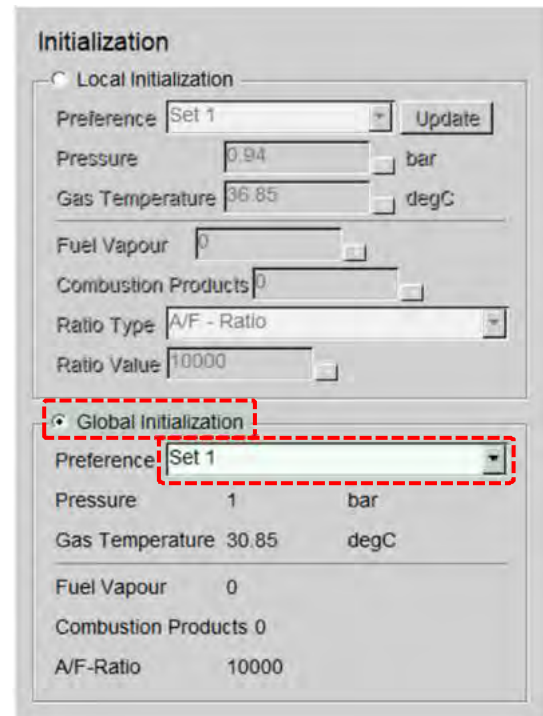 Initialization
Local Initialization
Preference Set 1 Update
Pressure 0.94 bar
Gas Temperature 36.85 degC
Fuel Vapour 0
Combustion Products 0
Ratio Type A/F - Ratio
Ratio Value 10000
Global Initialization
Preference Set 1
Pressure 1 bar
Gas Temperature 30.85 degC
Fuel Vapour 0
Combustion Products 0
A/F-Ratio 10000